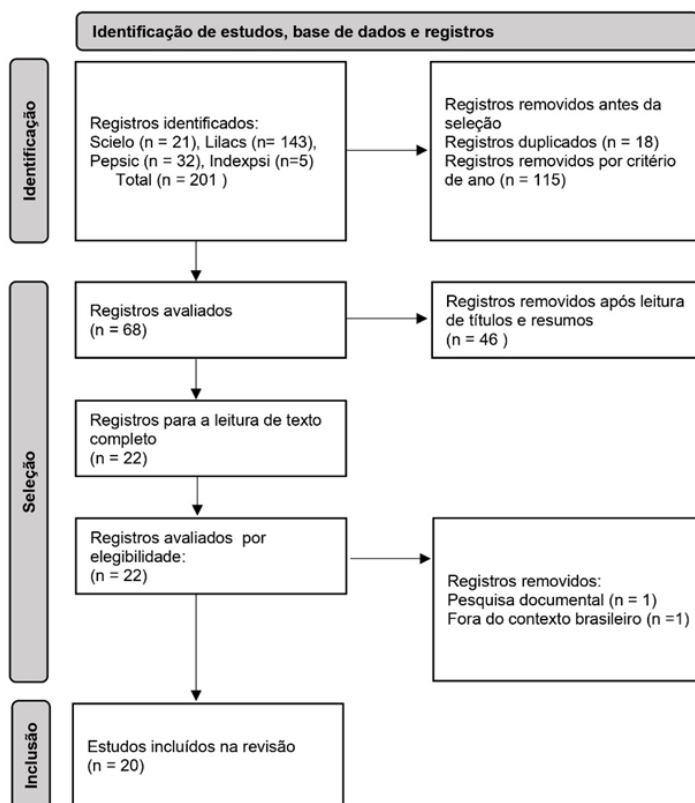 Identificação de estudos, base de dados e registros
Identificação
Registros identificados:
Scielo (n = 21), Lilacs (n= 143),
Pepsic (n = 32), Indexpsi (n=5)
Total (n = 201 )
Registros removidos antes da
seleção
Registros duplicados (n = 18)
Registros removidos por critério
de ano (n = 115)
Seleção
Registros avaliados
(n = 68)
Registros removidos após leitura
de títulos e resumos
(n = 46 )
Registros para a leitura de texto
completo
(n = 22)
Registros avaliados por
elegibilidade:
(n = 22)
Registros removidos:
Pesquisa documental (n = 1)
Fora do contexto brasileiro (n =1)
Inclusão
Estudos incluídos na revisão
(n = 20)